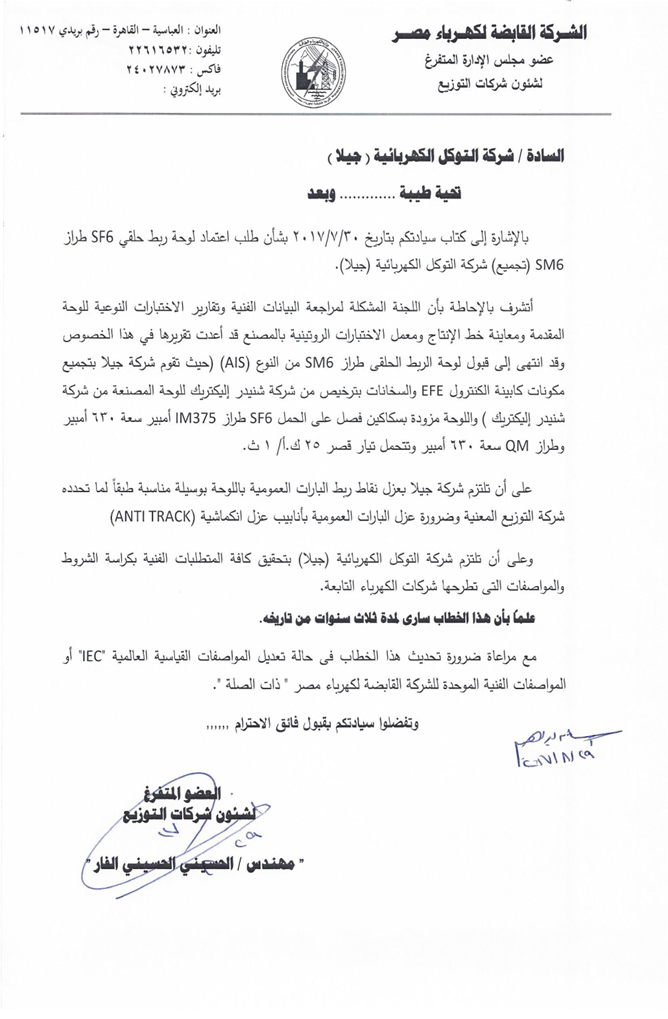 الشركة القابضة لكهرباء مصر
عضو مجلس الإدارة المتفرغ
لشئون شركات التوزيع
العنوان : العباسية – القاهرة – رقم بريدي ١١٥١٧
تليفون :٢٢٦١٦٥٣٢
فاكس : ٢٤٠٢٧٨٧٣
بريد إلكتروني :
السادة / شركة التوكل الكهربائية ( جيلا )
تحية طيبة ............. وبعد
بالإشارة إلى كتاب سيادتكم بتاريخ ٢٠١٧/٧/٣٠ بشأن طلب اعتماد لوحة ربط حلقي SF6 طراز
SM6 (تجميع) شركة التوكل الكهربائية (جيلا).
أتشرف بالإحاطة بأن اللجنة المشكلة لمراجعة البيانات الفنية وتقارير الاختبارات النوعية للوحة
المقدمة ومعاينة خط الإنتاج ومعمل الاختبارات الروتينية بالمصنع قد أعدت تقريرها في هذا الخصوص
وقد انتهى إلى قبول لوحة الربط الحلقى طراز SM6 من النوع (AIS) (حيث تقوم شركة جيلا بتجميع
مكونات كابينة الكنترول EFE والسخانات بترخيص من شركة شنيدر إليكتريك للوحة المصنعة من شركة
شنيدر إليكتريك ) واللوحة مزودة بسكاكين فصل على الحمل SF6 طراز IM375 أمبير سعة ٦٣٠ أمبير
وطراز QM سعة ٦٣٠ أمبير وتتحمل تيار قصر ٢٥ ك.أ/ ١ ث.
على أن تلتزم شركة جيلا بعزل نقاط ربط البارات العمومية باللوحة بوسيلة مناسبة طبقاً لما تحدده
شركة التوزيع المعنية وضرورة عزل البارات العمومية بأنابيب عزل انكماشية (ANTI TRACK)
وعلى أن تلتزم شركة التوكل الكهربائية (جيلا) بتحقيق كافة المتطلبات الفنية بكراسة الشروط
والمواصفات التى تطرحها شركات الكهرباء التابعة.
علماً بأن هذا الخطاب سارى لمدة ثلاث سنوات من تاريخه.
مع مراعاة ضرورة تحديث هذا الخطاب فى حالة تعديل المواصفات القياسية العالمية "IEC" أو
المواصفات الفنية الموحدة للشركة القابضة لكهرباء مصر " ذات الصلة ".
وتفضلوا سيادتكم بقبول فائق الاحترام ,,,,,,
العضو المتفرغ
لشئون شركات التوزيع
" مهندس / الحسيني الحسيني الفار "